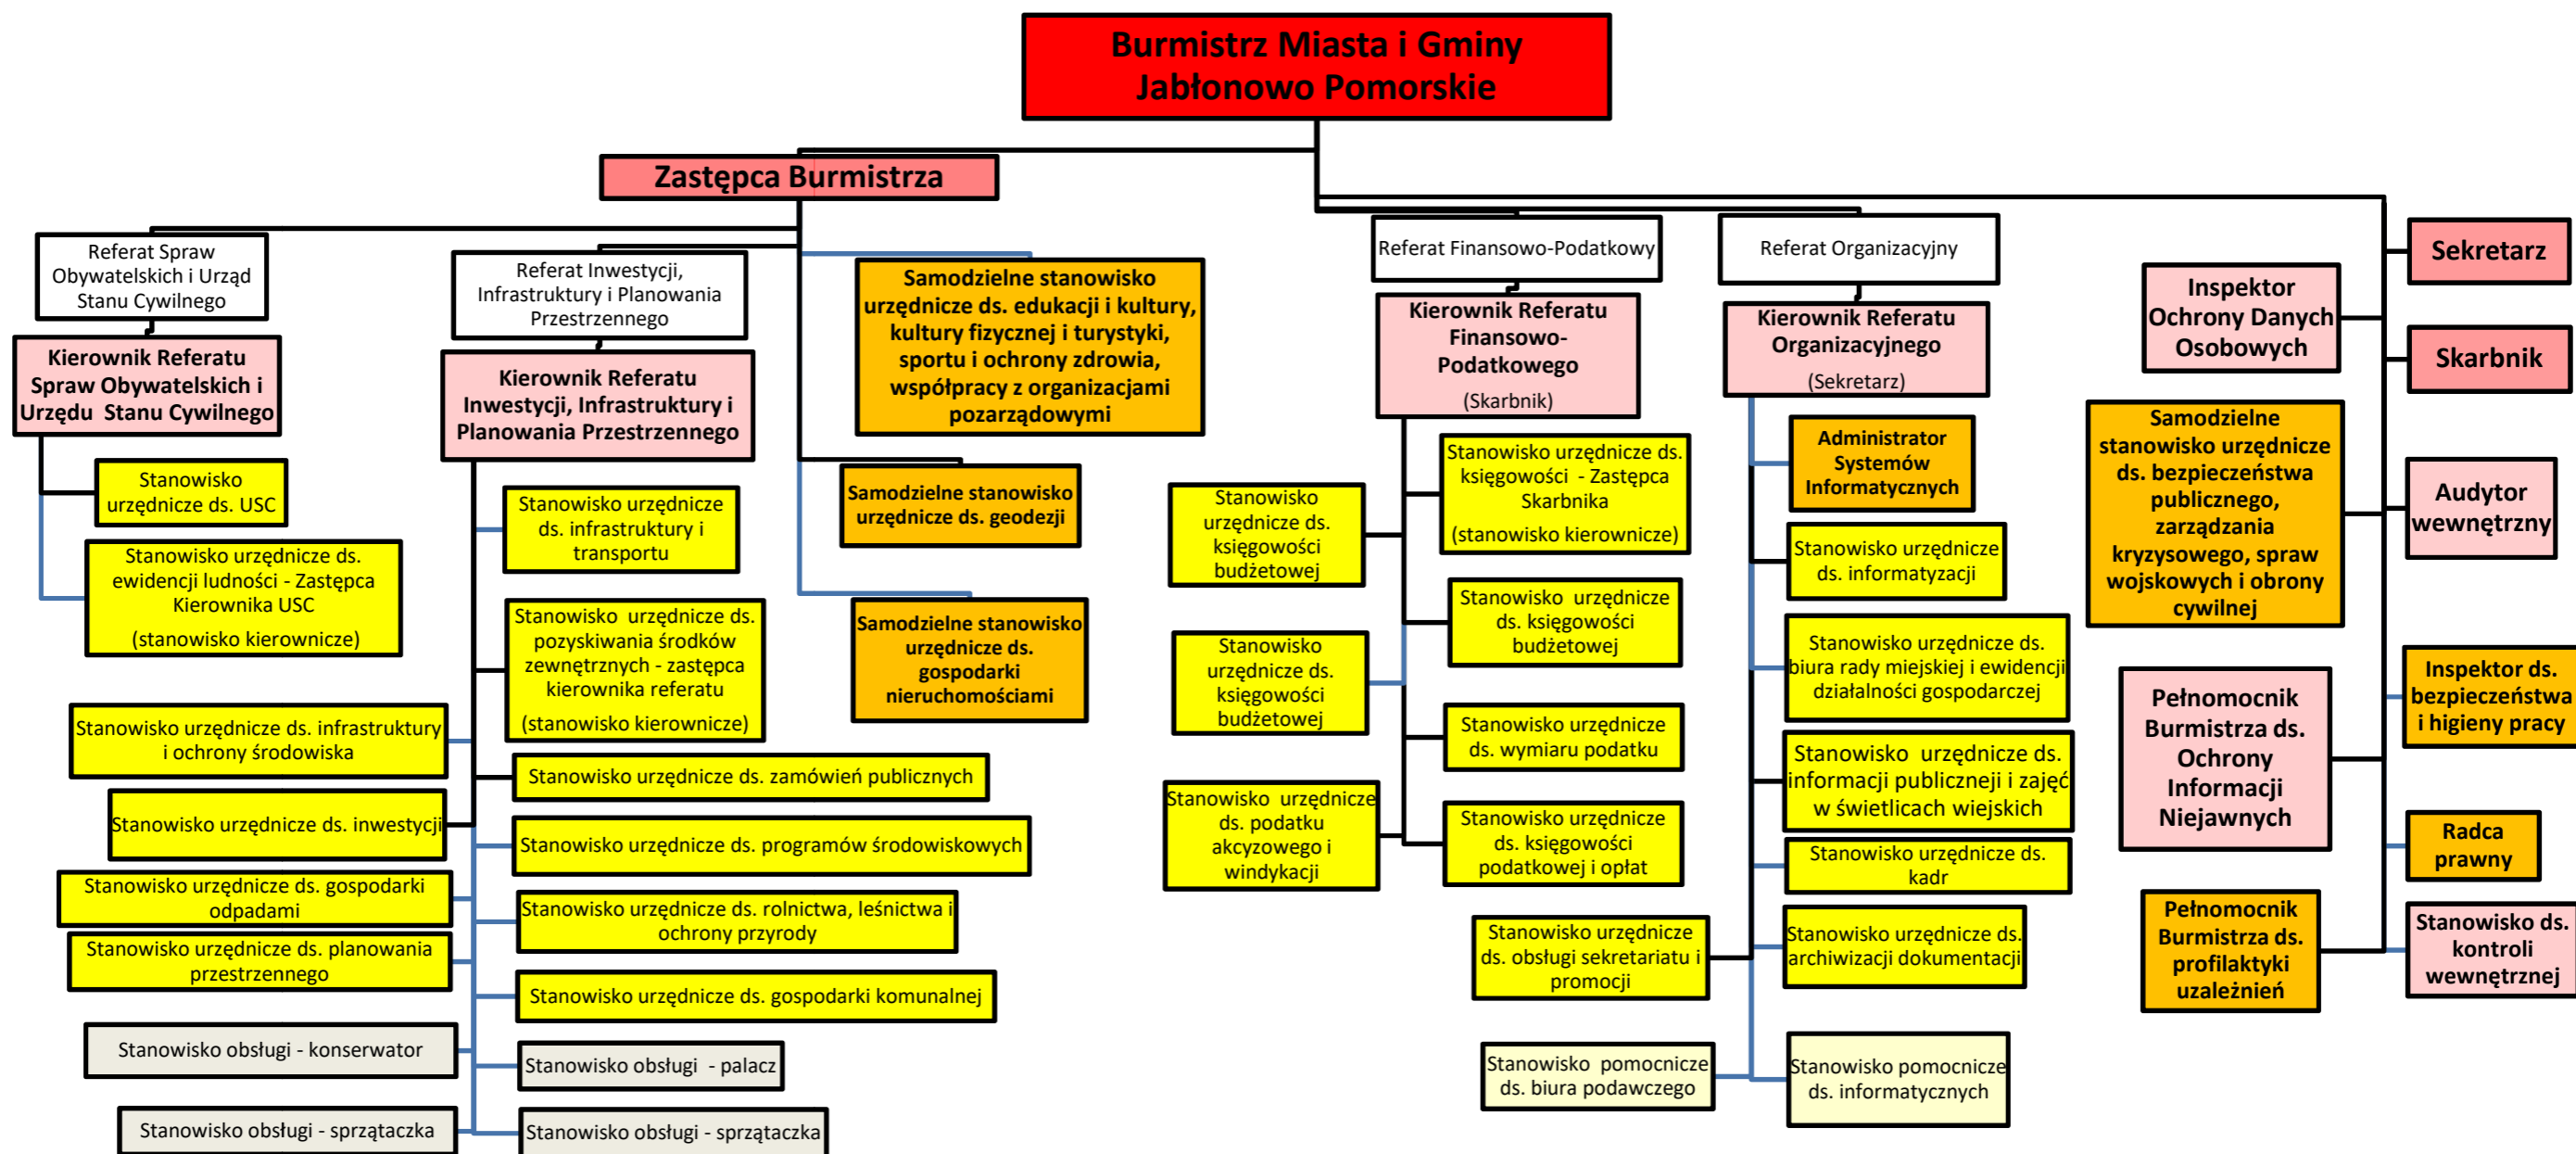 Burmistrz Miasta i Gminy
Jabłonowo Pomorskie
Zastępca Burmistrza
Referat Spraw
Obywatelskich i Urząd
Stanu Cywilnego
Kierownik Referatu
Spraw Obywatelskich i
Urzędu Stanu Cywilnego
Stanowisko
urzędnicze ds. USC
Stanowisko urzędnicze ds.
ewidencji ludności - Zastępca
Kierownika USC
(stanowisko kierownicze)
Referat Inwestycji,
Infrastruktury i Planowania
Przestrzennego
Kierownik Referatu
Inwestycji, Infrastruktury i
Planowania Przestrzennego
Stanowisko urzędnicze
ds. infrastruktury i
transportu
Stanowisko urzędnicze ds.
pozyskiwania środków
zewnętrznych - zastępca
kierownika referatu
(stanowisko kierownicze)
Stanowisko urzędnicze ds. infrastruktury
i ochrony środowiska
Stanowisko urzędnicze ds. zamówień publicznych
Stanowisko urzędnicze ds. inwestycji
Stanowisko urzędnicze ds. programów środowiskowych
Stanowisko urzędnicze ds. gospodarki
odpadami
Stanowisko urzędnicze ds. rolnictwa, leśnictwa i
ochrony przyrody
Stanowisko urzędnicze ds. planowania
przestrzennego
Stanowisko urzędnicze ds. gospodarki komunalnej
Stanowisko obsługi - konserwator
Stanowisko obsługi - palacz
Stanowisko obsługi - sprzątaczka
Stanowisko obsługi - sprzątaczka
Samodzielne stanowisko
urzędnicze ds. edukacji i kultury,
kultury fizycznej i turystyki,
sportu i ochrony zdrowia,
współpracy z organizacjami
pozarządowymi
Samodzielne stanowisko
urzędnicze ds. geodezji
Samodzielne stanowisko
urzędnicze ds.
gospodarki
nieruchomościami
Referat Finansowo-Podatkowy
Kierownik Referatu
Finansowo-
Podatkowego
(Skarbnik)
Stanowisko urzędnicze ds.
księgowości - Zastępca
Skarbnika
(stanowisko kierownicze)
Stanowisko
urzędnicze ds.
księgowości
budżetowej
Stanowisko urzędnicze
ds. księgowości
budżetowej
Stanowisko
urzędnicze ds.
księgowości
budżetowej
Stanowisko urzędnicze
ds. wymiaru podatku
Stanowisko urzędnicze
ds. podatku
akcyzowego i
windykacji
Stanowisko urzędnicze
ds. księgowości
podatkowej i opłat
Referat Organizacyjny
Kierownik Referatu
Organizacyjnego
(Sekretarz)
Administrator
Systemów
Informatycznych
Stanowisko urzędnicze
ds. informatyzacji
Stanowisko urzędnicze ds.
biura rady miejskiej i ewidencji
działalności gospodarczej
Stanowisko urzędnicze ds.
informacji publicznej i zajęć
w świetlicach wiejskich
Stanowisko urzędnicze ds.
kadr
Stanowisko urzędnicze
ds. obsługi sekretariatu i
promocji
Stanowisko urzędnicze ds.
archiwizacji dokumentacji
Stanowisko pomocnicze
ds. biura podawczego
Stanowisko pomocnicze
ds. informatycznych
Inspektor
Ochrony Danych
Osobowych
Samodzielne
stanowisko urzędnicze
ds. bezpieczeństwa
publicznego,
zarządzania
kryzysowego, spraw
wojskowych i obrony
cywilnej
Pełnomocnik
Burmistrza ds.
Ochrony
Informacji
Niejawnych
Pełnomocnik
Burmistrza ds.
profilaktyki
uzależnień
Sekretarz
Skarbnik
Audytor
wewnętrzny
Inspektor ds.
bezpieczeństwa
i higieny pracy
Radca
prawny
Stanowisko ds.
kontroli
wewnętrznej